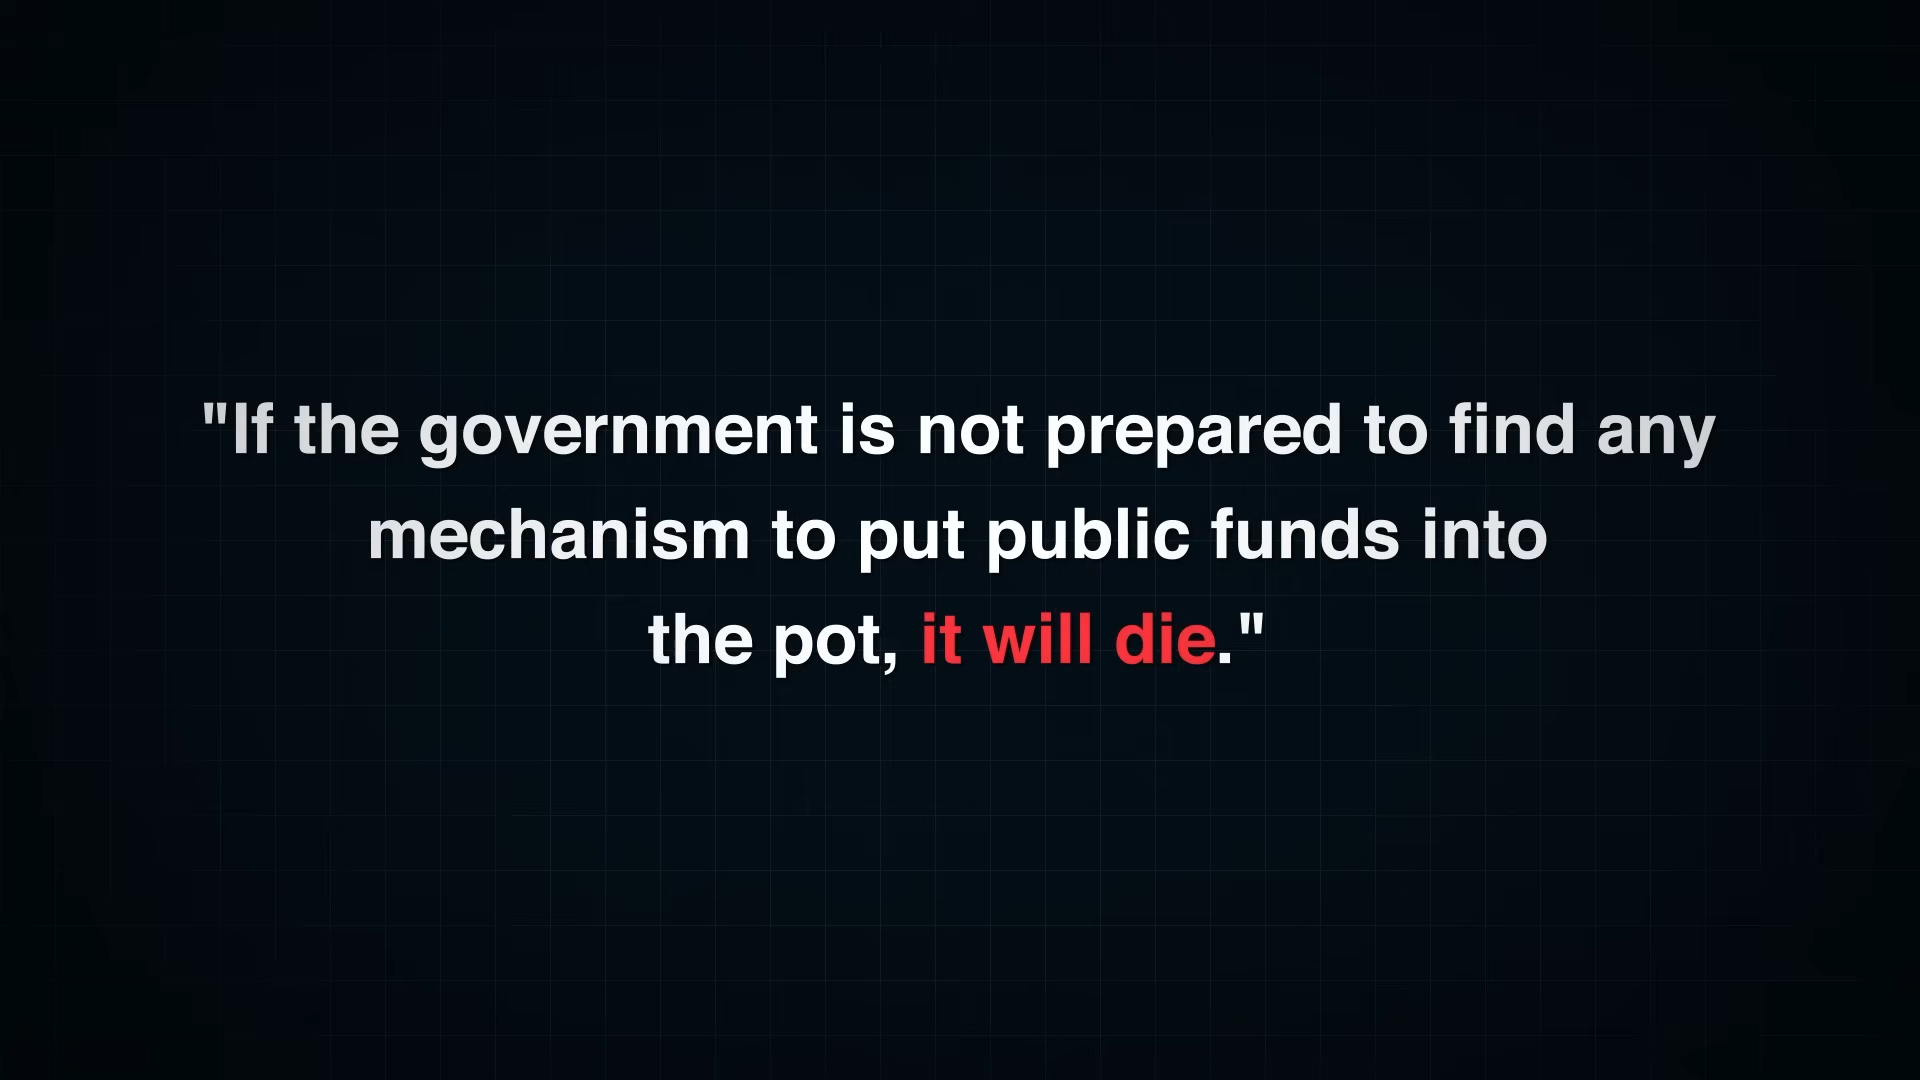 "If the government is not prepared to find any
mechanism to put public funds into
the pot, it will die."